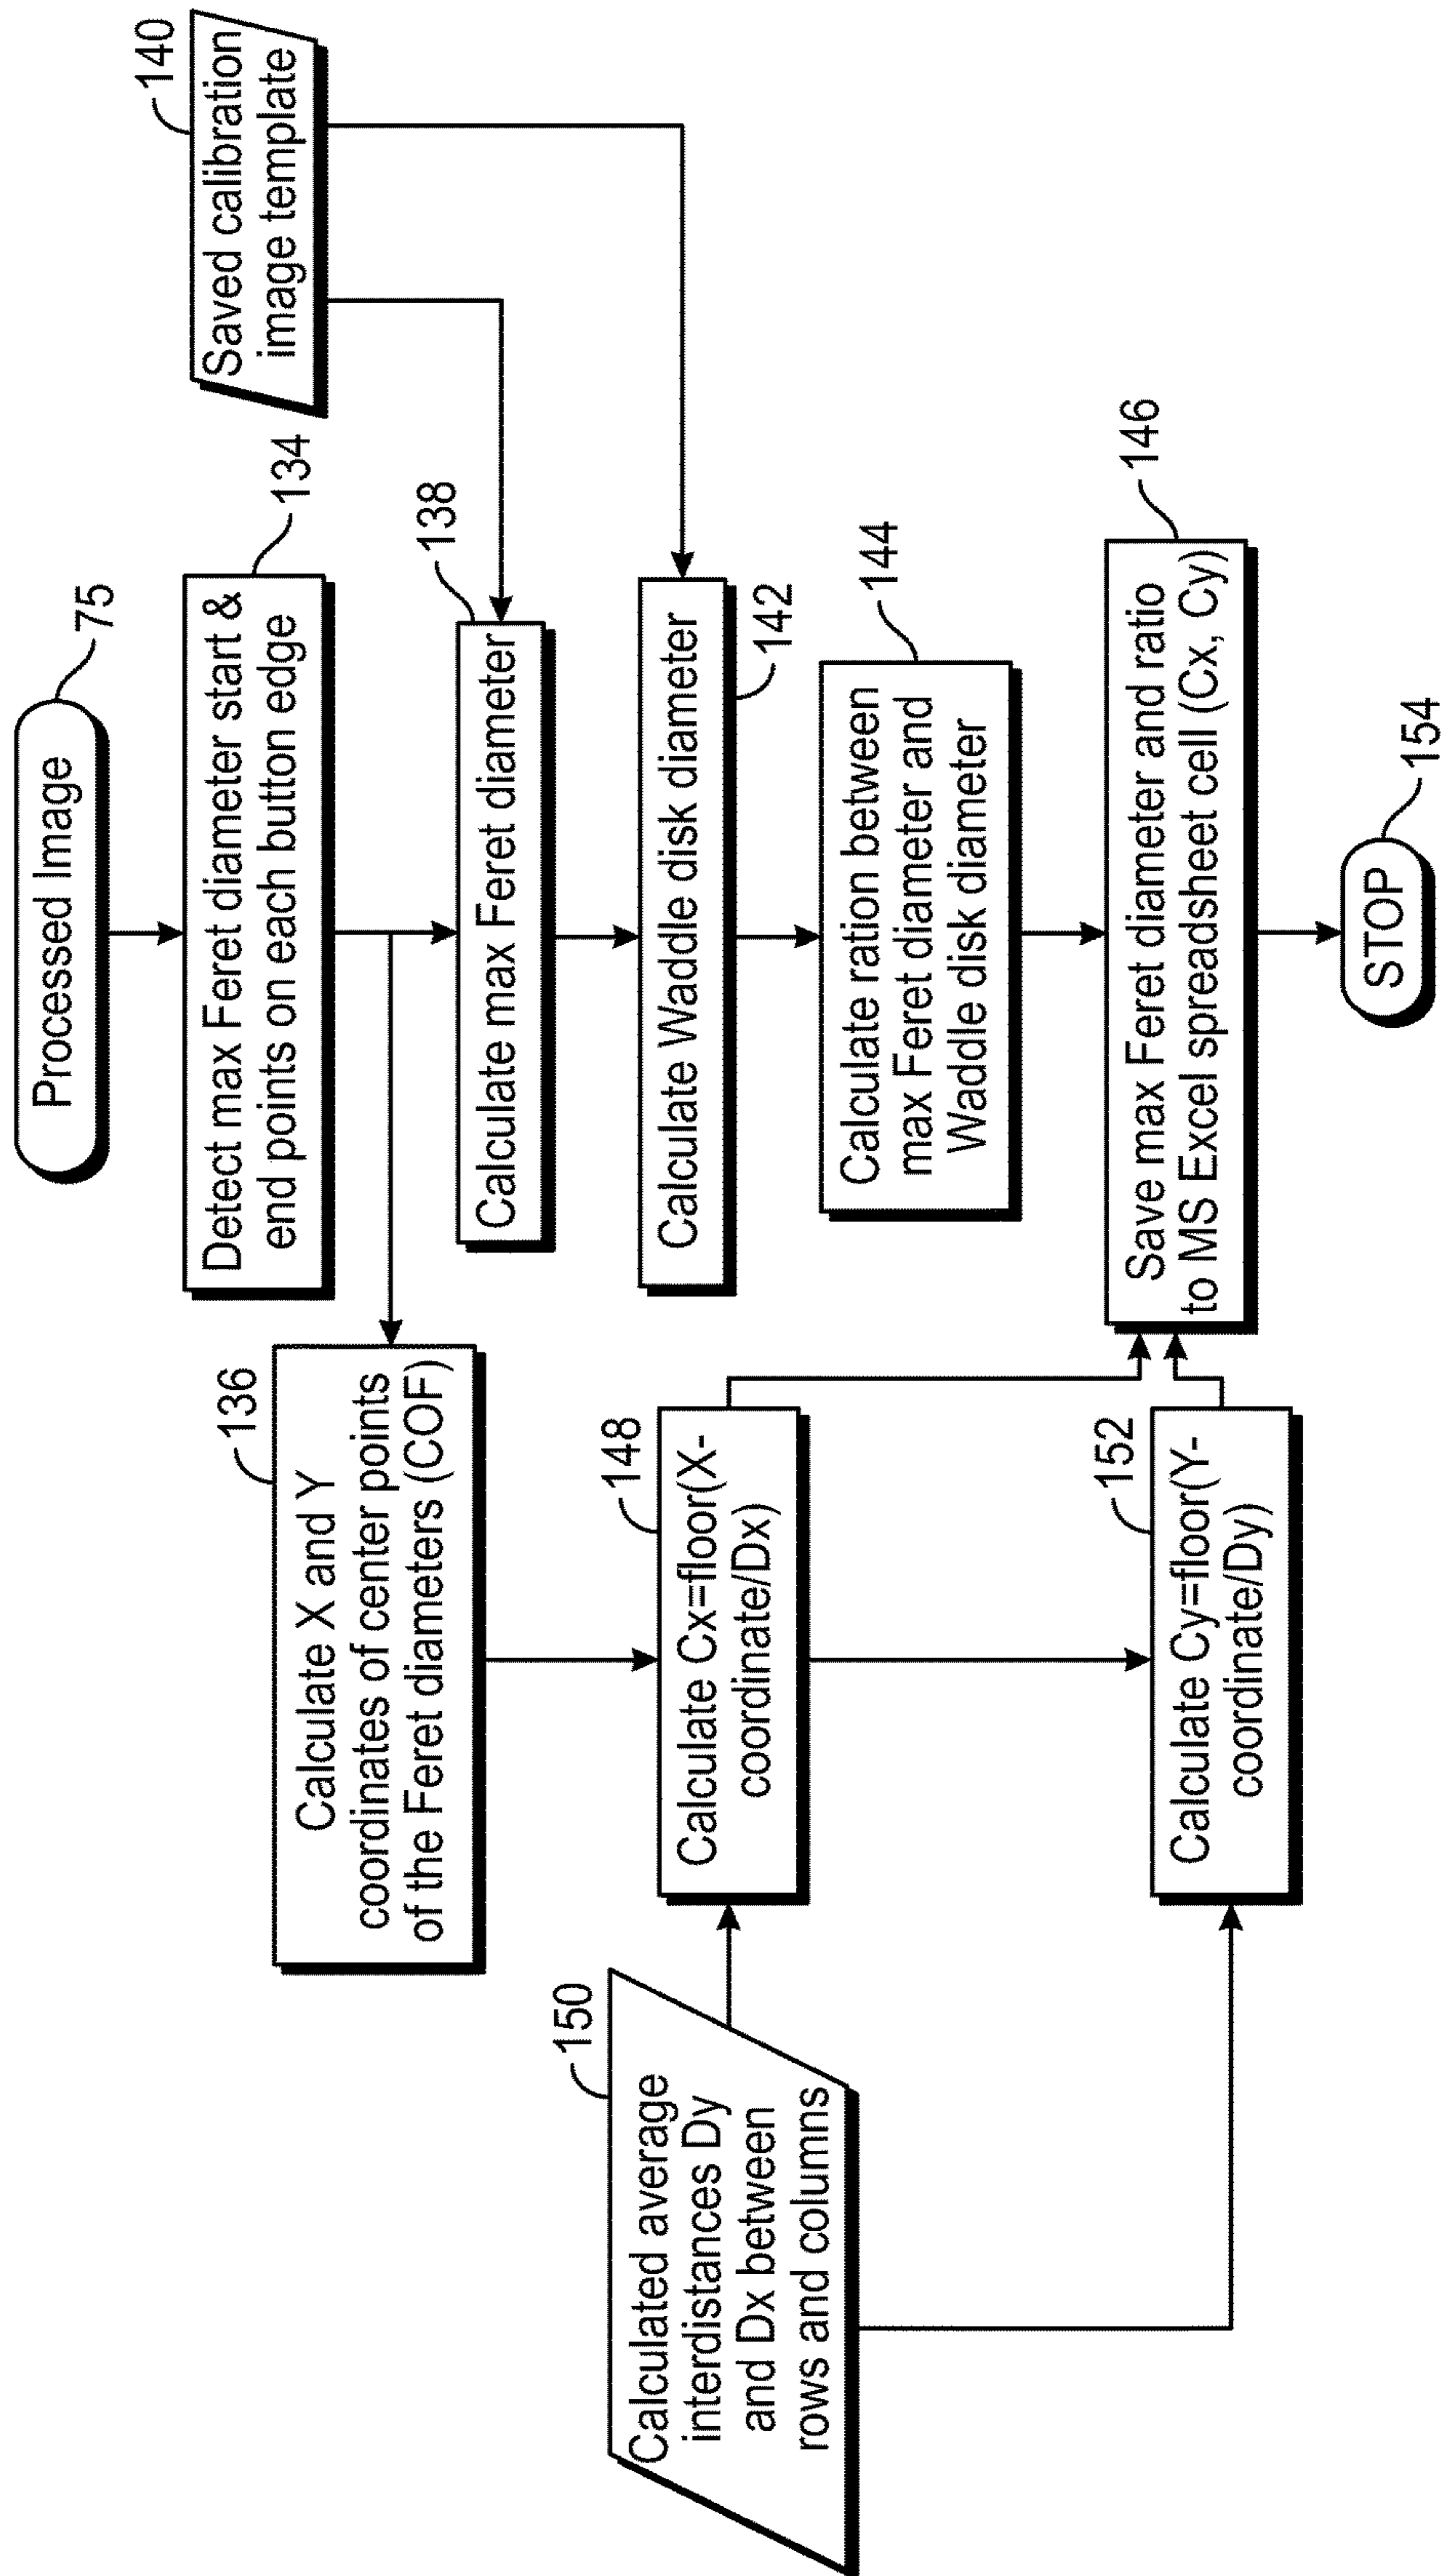 Processed Image
75
Detect max Feret diameter start &
end points on each button edge
134
Saved calibration
image template
140
Calculate X and Y
coordinates of center points
of the Feret diameters (COF)
136
Calculate max Feret diameter
138
Calculated average
interdistances Dy
and Dx between
rows and columns
150
Calculate Cx=floor(X-
coordinate/Dx)
148
Calculate Waddle disk diameter
142
Calculate ration between
max Feret diameter and
Waddle disk diameter
144
Calculate Cy=floor(Y-
coordinate/Dy)
152
Save max Feret diameter and ratio
to MS Excel spreadsheet cell (Cx, Cy)
146
STOP
154